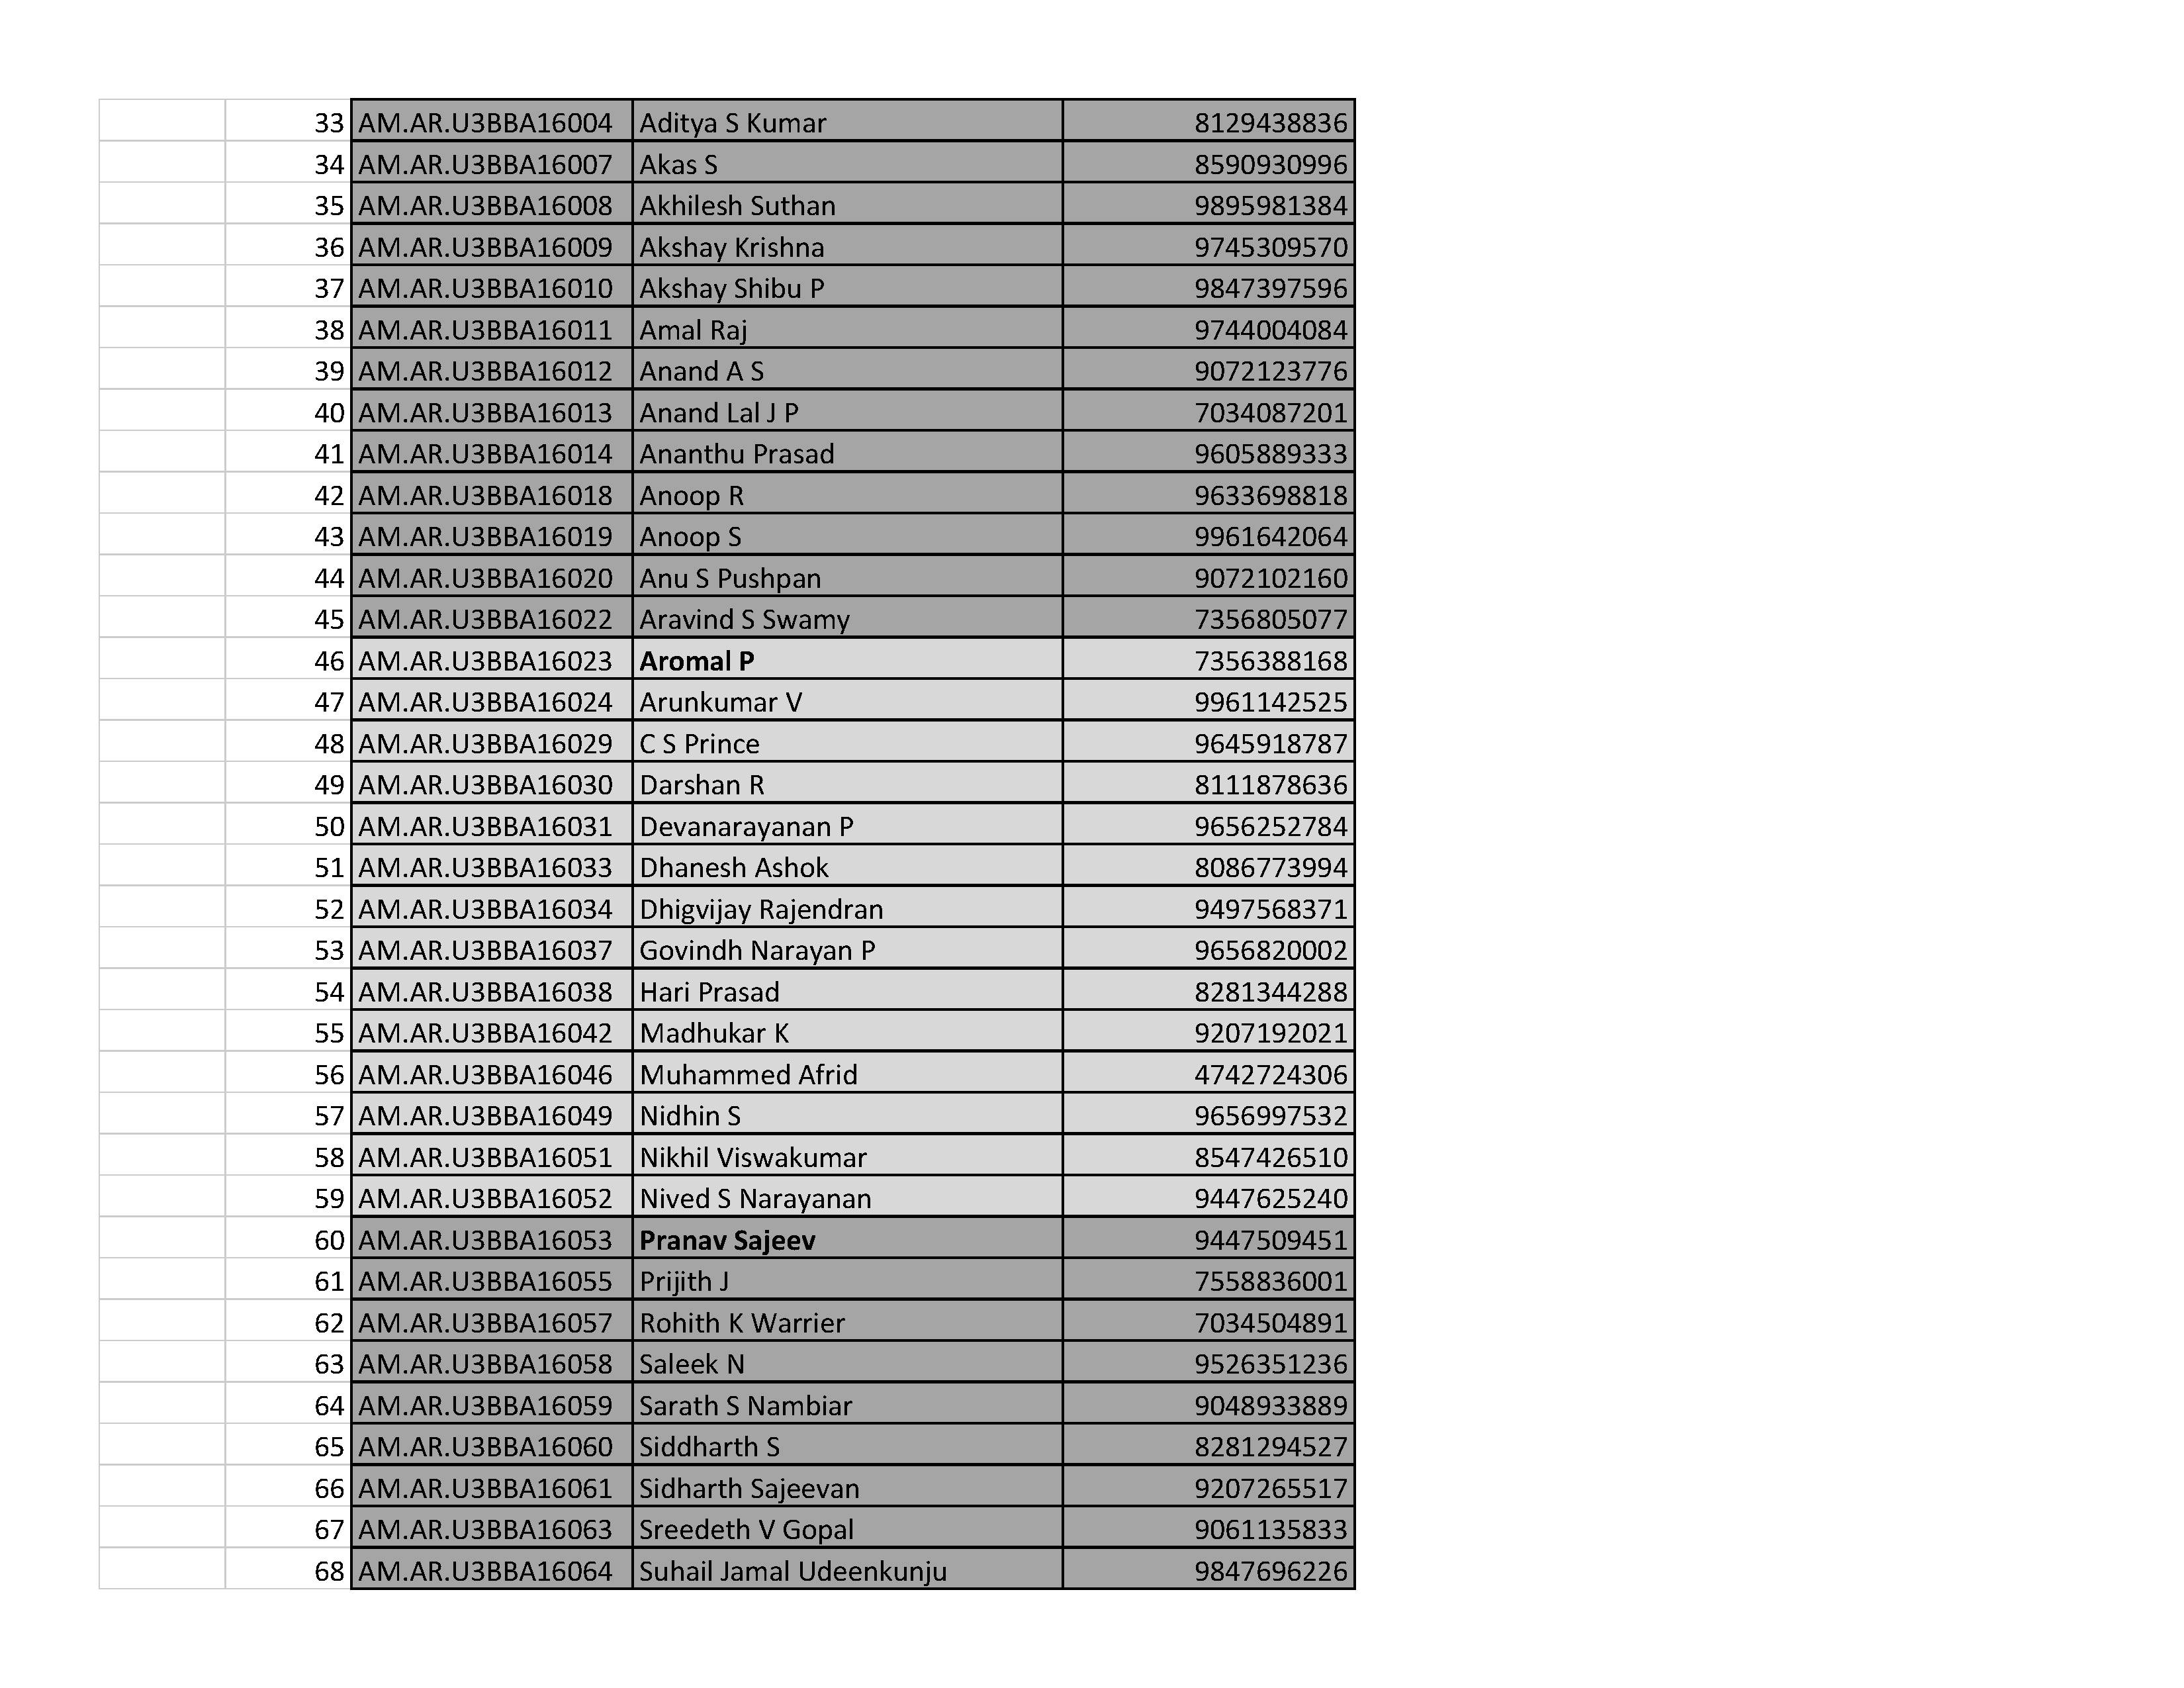 33 AM.AR.U3BBA16004 Aditya S Kumar 8129438836
34 AM.AR.U3BBA16007 Akas S 8590930996
35 AM.AR.U3BBA16008 Akhilesh Suthan 9895981384
36 AM.AR.U3BBA16009 Akshay Krishna 9745309570
37 AM.AR.U3BBA16010 Akshay Shibu P 9847397596
38 AM.AR.U3BBA16011 Amal Raj 9744004084
39 AM.AR.U3BBA16012 Anand A S 9072123776
40 AM.AR.U3BBA16013 Anand Lal J P 7034087201
41 AM.AR.U3BBA16014 Ananthu Prasad 9605889333
42 AM.AR.U3BBA16018 Anoop R 9633698818
43 AM.AR.U3BBA16019 Anoop S 9961642064
44 AM.AR.U3BBA16020 Anu S Pushpan 9072102160
45 AM.AR.U3BBA16022 Aravind S Swamy 7356805077
46 AM.AR.U3BBA16023 Aromal P 7356388168
47 AM.AR.U3BBA16024 Arunkumar V 9961142525
48 AM.AR.U3BBA16029 C S Prince 9645918787
49 AM.AR.U3BBA16030 Darshan R 8111878636
50 AM.AR.U3BBA16031 Devanarayanan P 9656252784
51 AM.AR.U3BBA16033 Dhanesh Ashok 8086773994
52 AM.AR.U3BBA16034 Dhigvijay Rajendran 9497568371
53 AM.AR.U3BBA16037 Govindh Narayan P 9656820002
54 AM.AR.U3BBA16038 Hari Prasad 8281344288
55 AM.AR.U3BBA16042 Madhukar K 9207192021
56 AM.AR.U3BBA16046 Muhammed Afrid 4742724306
57 AM.AR.U3BBA16049 Nidhin S 9656997532
58 AM.AR.U3BBA16051 Nikhil Viswakumar 8547426510
59 AM.AR.U3BBA16052 Nived S Narayanan 9447625240
60 AM.AR.U3BBA16053 Pranav Sajeev 9447509451
61 AM.AR.U3BBA16055 Prijith J 7558836001
62 AM.AR.U3BBA16057 Rohith K Warrier 7034504891
63 AM.AR.U3BBA16058 Saleek N 9526351236
64 AM.AR.U3BBA16059 Sarath S Nambiar 9048933889
65 AM.AR.U3BBA16060 Siddharth S 8281294527
66 AM.AR.U3BBA16061 Sidharth Sajeevan 9207265517
67 AM.AR.U3BBA16063 Sreedeth V Gopal 9061135833
68 AM.AR.U3BBA16064 Suhail Jamal Udeenkunju 9847696226